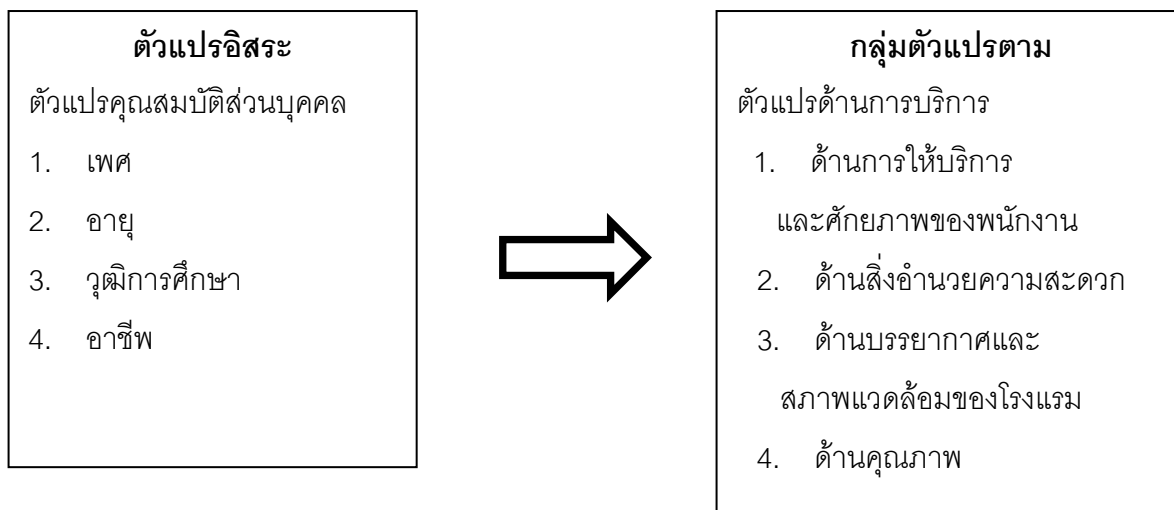 ตัวแปรอิสระ
ตัวแปรคุณสมบัติส่วนบุคคล
1. เพศ
2. อายุ
3. วุฒิการศึกษา
4. อาชีพ
กลุ่มตัวแปรตาม
ตัวแปรด้านการบริการ
1. ด้านการให้บริการ
และศักยภาพของพนักงาน
2. ด้านสิ่งอำนวยความสะดวก
3. ด้านบรรยากาศและ
สภาพแวดล้อมของโรงแรม
4. ด้านคุณภาพ